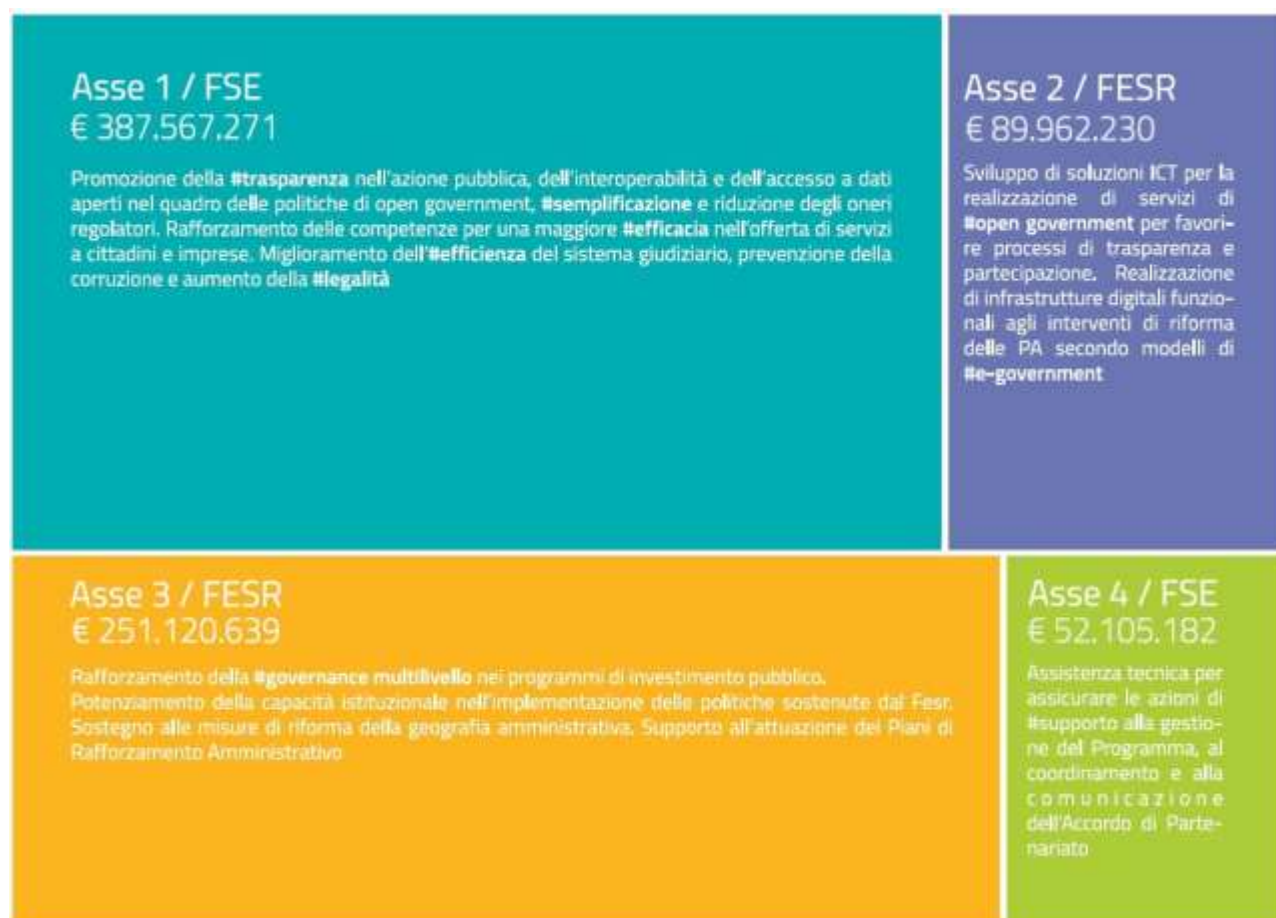 Asse 1 / FSE
€ 387.567.271
Promozione della #trasparenza nell'azione pubblica, dell'interoperabilità e dell'accesso a dati
aperti nel quadro delle politiche di open government, #semplificazione e riduzione degli oneri
regolatori. Rafforzamento delle competenze per una maggiore #efficacia nell'offerta di servizi
a cittadini e imprese. Miglioramento dell'#efficienza del sistema giudiziario, prevenzione della
corruzione e aumento della #legalità
Asse 2 / FESR
€ 89.962.230
Sviluppo di soluzioni ICT per la
realizzazione di servizi di
#open government per favori-
re processi di trasparenza e
partecipazione. Realizzazione
di infrastrutture digitali funzio-
nali agli interventi di riforma
delle PA secondo modelli di
#e-government
Asse 3 / FESR
€ 251.120.639
Rafforzamento della #governance multilivello nei programmi di investimento pubblico.
Potenziamento della capacità istituzionale nell'implementazione delle politiche sostenute dal Fesr.
Sostegno alle misure di riforma della geografia amministrativa. Supporto all'attuazione dei Piani di
Rafforzamento Amministrativo
Asse 4 / FSE
€ 52.105.182
Assistenza tecnica per
assicurare le azioni di
#supporto alla gestio-
ne del Programma, al
coordinamento e alla
comunicazione
dell'Accordo di Parte-
nariato